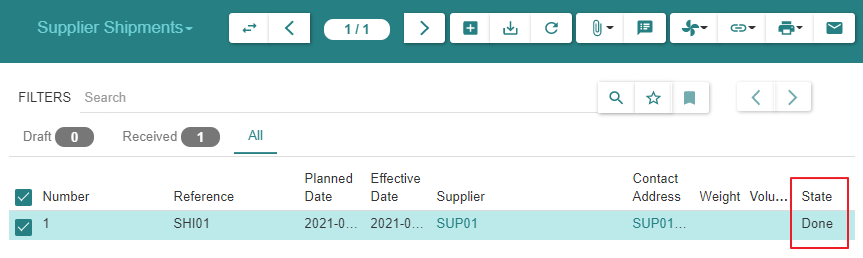 Supplier Shipments
1 / 1
FILTERS Search
Draft 0 Received 1 All
Number Reference Planned Date Effective Date Supplier Contact Address Weight Volu... State
1 SHI01 2021-0... 2021-0... SUP01 SUP01... Done